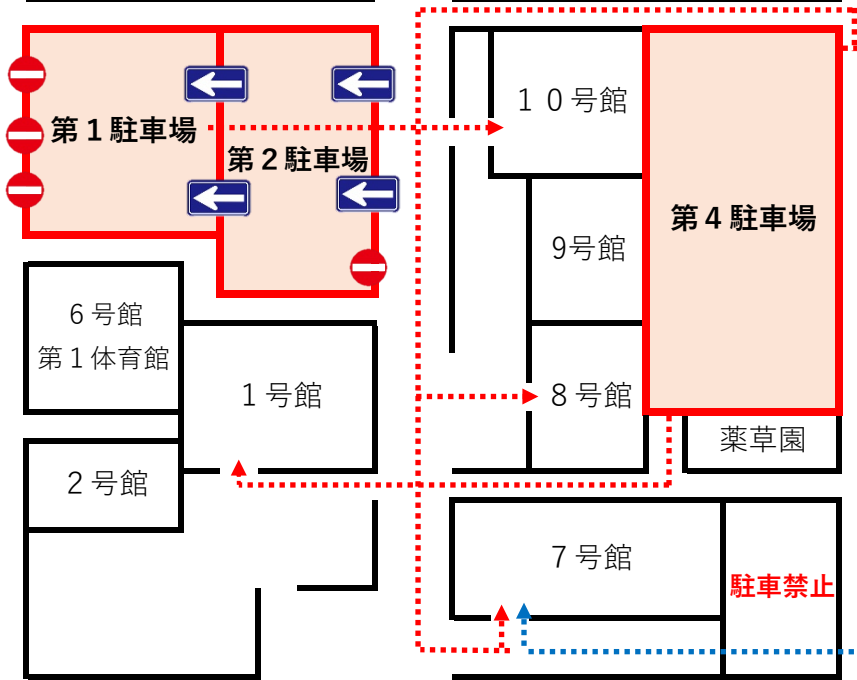 第１駐車場
第２駐車場
１０号館
9号館
第４駐車場
6 号館
第１体育館
1 号館
8 号館
薬草園
2 号館
7 号館
駐車禁止